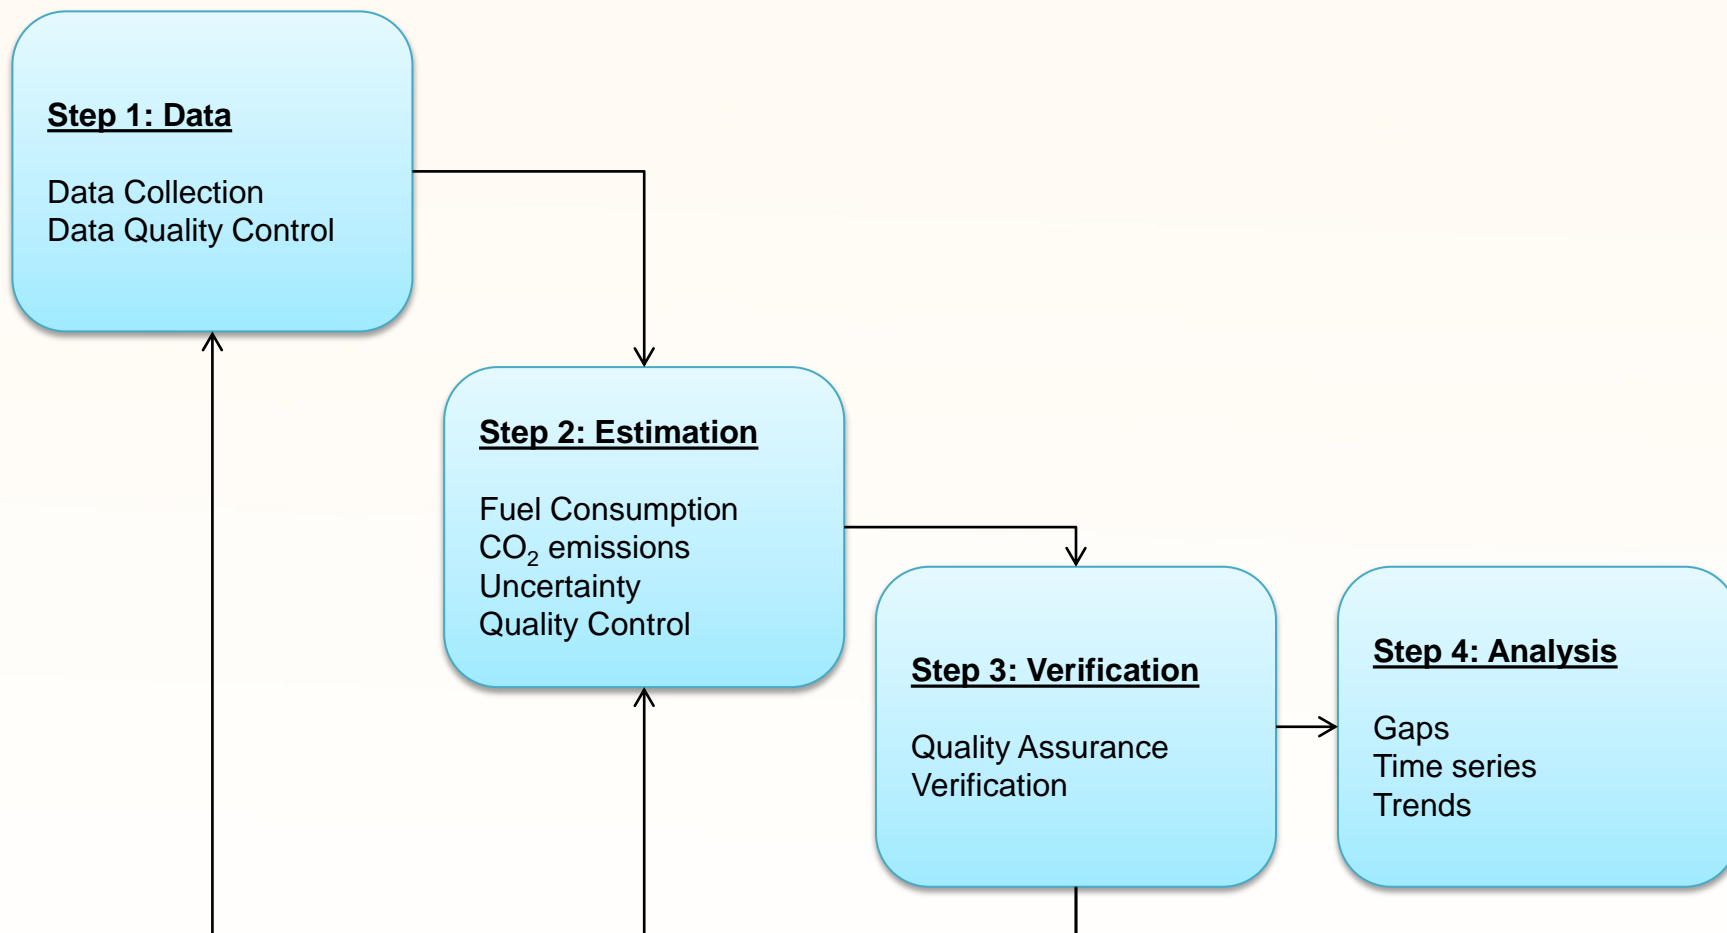 Step 1: Data
Data Collection
Data Quality Control
Step 2: Estimation
Fuel Consumption
CO₂ emissions
Uncertainty
Quality Control
Step 3: Verification
Quality Assurance
Verification
Step 4: Analysis
Gaps
Time series
Trends